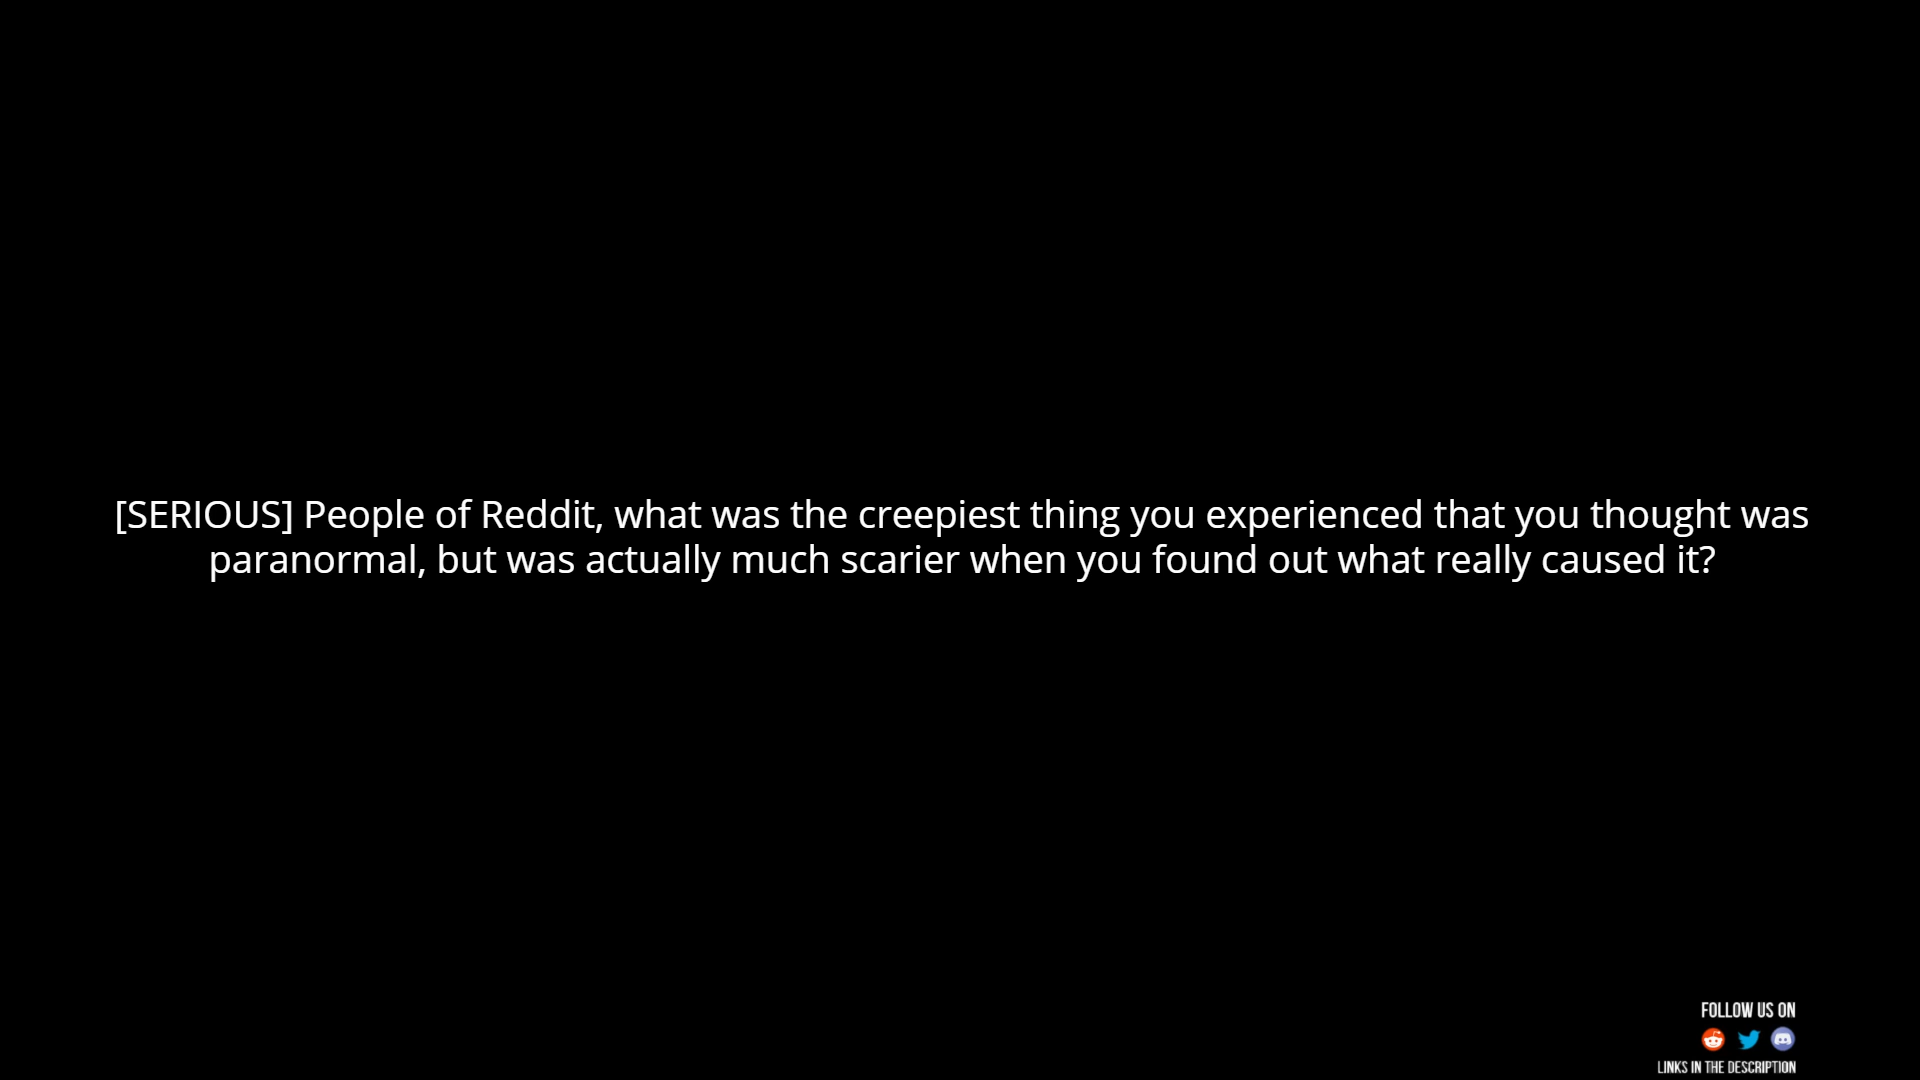 [SERIOUS] People of Reddit, what was the creepiest thing you experienced that you thought was
paranormal, but was actually much scarier when you found out what really caused it?
FOLLOW US ON
LINKS IN THE DESCRIPTION